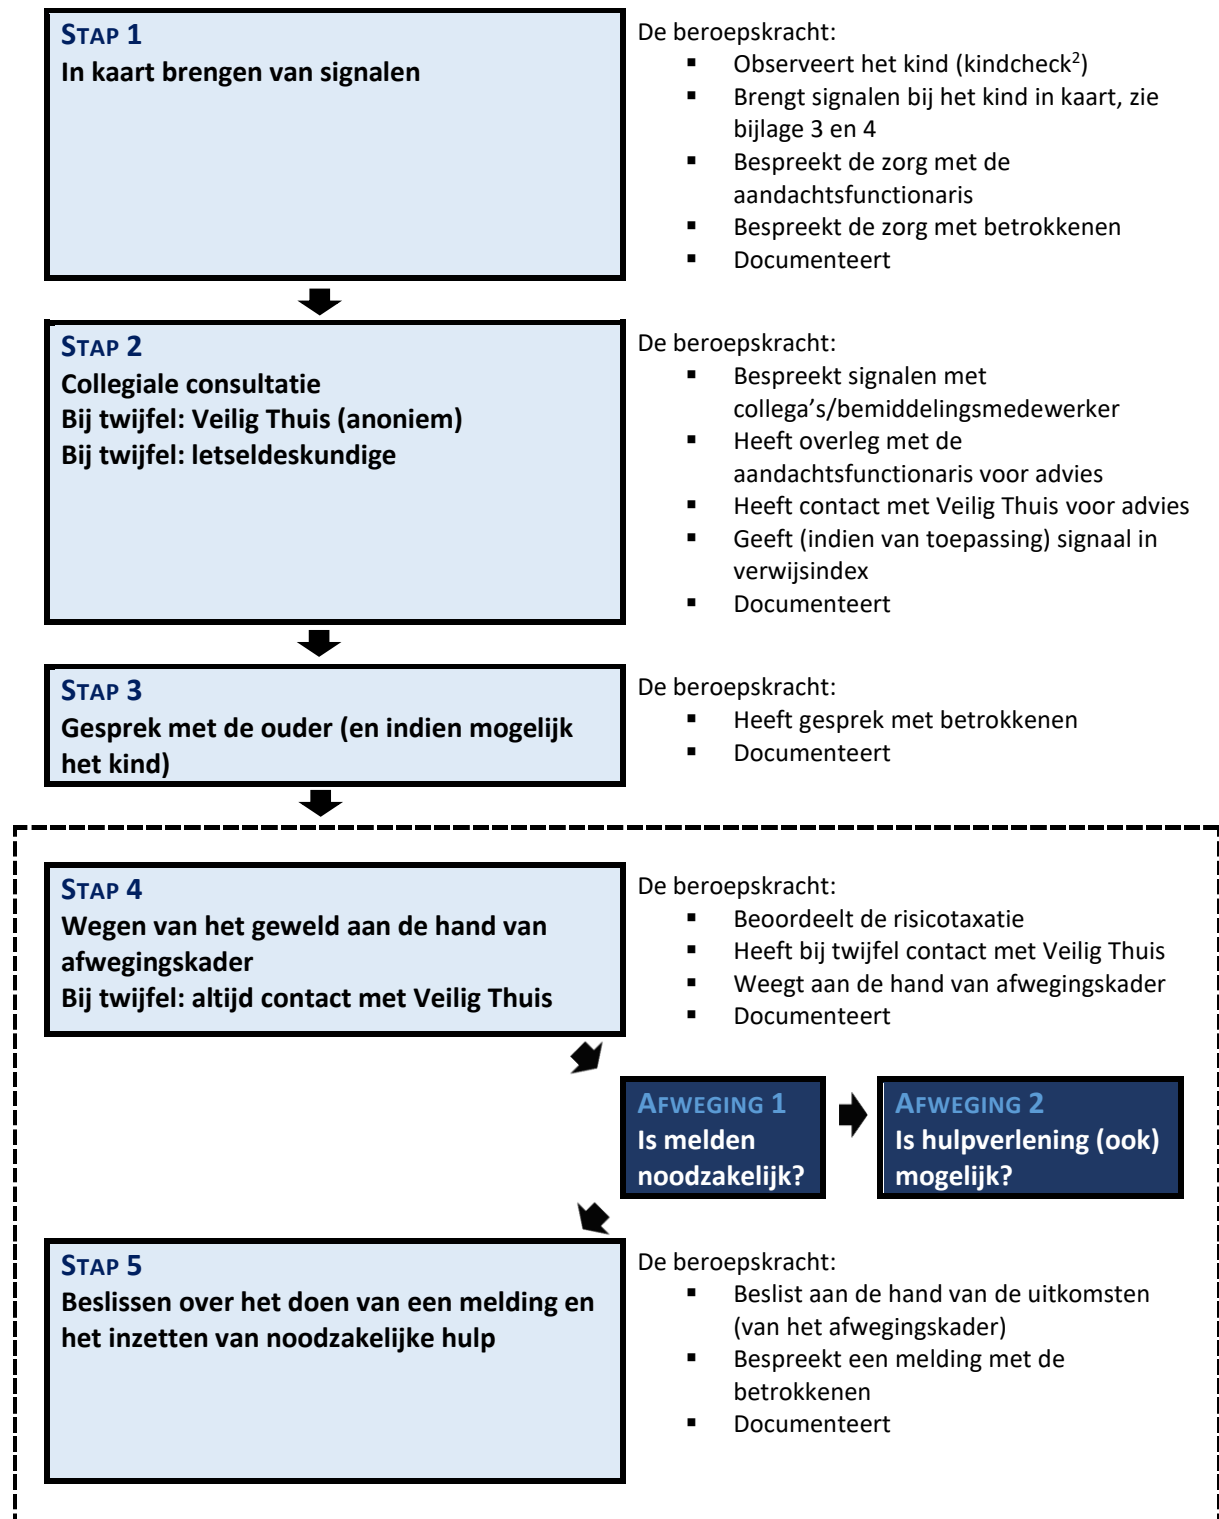 STAP 1
In kaart brengen van signalen
De beroepskracht:
▪ Observeert het kind (kindcheck²)
▪ Brengt signalen bij het kind in kaart, zie
bijlage 3 en 4
▪ Bespreekt de zorg met de
aandachtsfunctionaris
▪ Bespreekt de zorg met betrokkenen
▪ Documenteert
STAP 2
Collegiale consultatie
Bij twijfel: Veilig Thuis (anoniem)
Bij twijfel: letseldeskundige
De beroepskracht:
▪ Bespreekt signalen met
collega’s/bemiddelingsmedewerker
▪ Heeft overleg met de
aandachtsfunctionaris voor advies
▪ Heeft contact met Veilig Thuis voor advies
▪ Geeft (indien van toepassing) signaal in
verwijsindex
▪ Documenteert
STAP 3
Gesprek met de ouder (en indien mogelijk
het kind)
De beroepskracht:
▪ Heeft gesprek met betrokkenen
▪ Documenteert
STAP 4
Wegen van het geweld aan de hand van
afwegingskader
Bij twijfel: altijd contact met Veilig Thuis
De beroepskracht:
▪ Beoordeelt de risicotaxatie
▪ Heeft bij twijfel contact met Veilig Thuis
▪ Weegt aan de hand van afwegingskader
▪ Documenteert
AFWEGING 1
Is melden
noodzakelijk?
AFWEGING 2
Is hulpverlening (ook)
mogelijk?
STAP 5
Beslissen over het doen van een melding en
het inzetten van noodzakelijke hulp
De beroepskracht:
▪ Beslist aan de hand van de uitkomsten
(van het afwegingskader)
▪ Bespreekt een melding met de
betrokkenen
▪ Documenteert